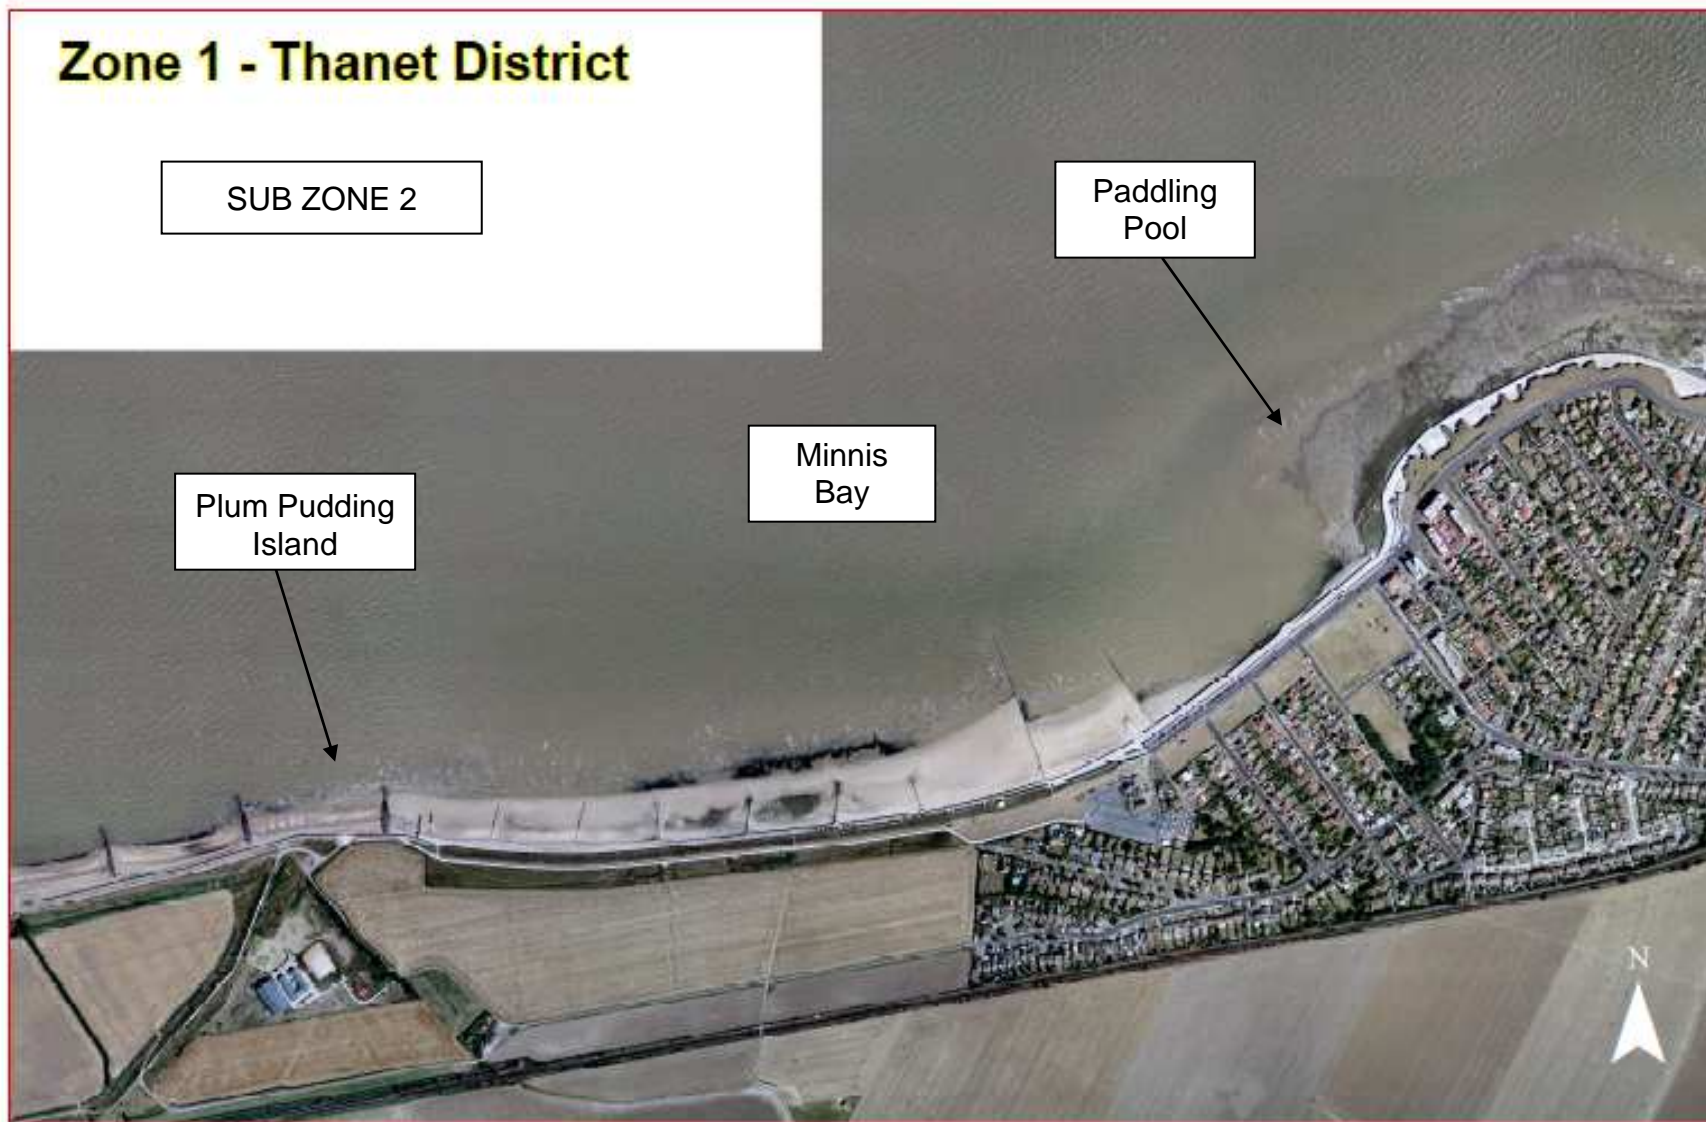 Zone 1 - Thanet District
SUB ZONE 2
Paddling
Pool
Minnis
Bay
Plum Pudding
Island
N